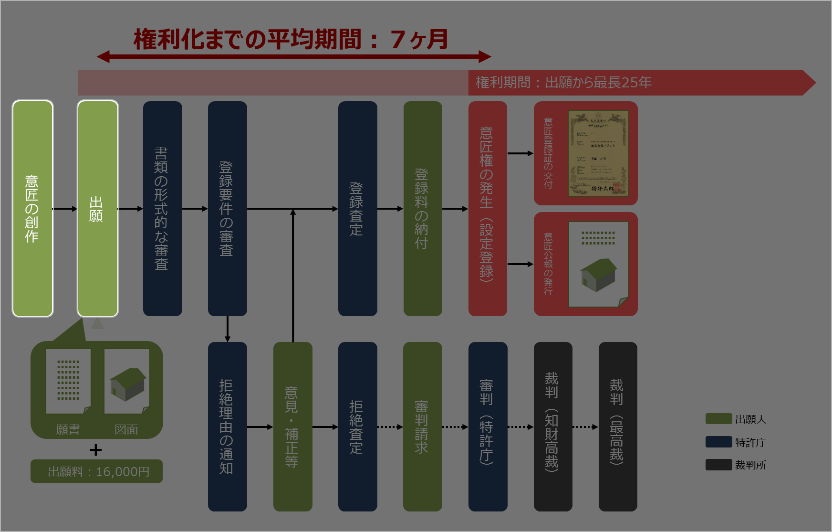 権利化までの平均期間：７ヶ月
権利期間：出願から最長25年
意匠の創作
出願
書類の形式的な審査
登録要件の審査
登録査定
登録料の納付
意匠権の発生（設定登録）
意匠登録証の交付
意匠公報の発行
願書
図面
＋
出願料：16,000円
拒絶理由の通知
意見・補正等
拒絶査定
審判請求
審判（特許庁）
裁判（知財高裁）
裁判（最高裁）
出願人
特許庁
裁判所